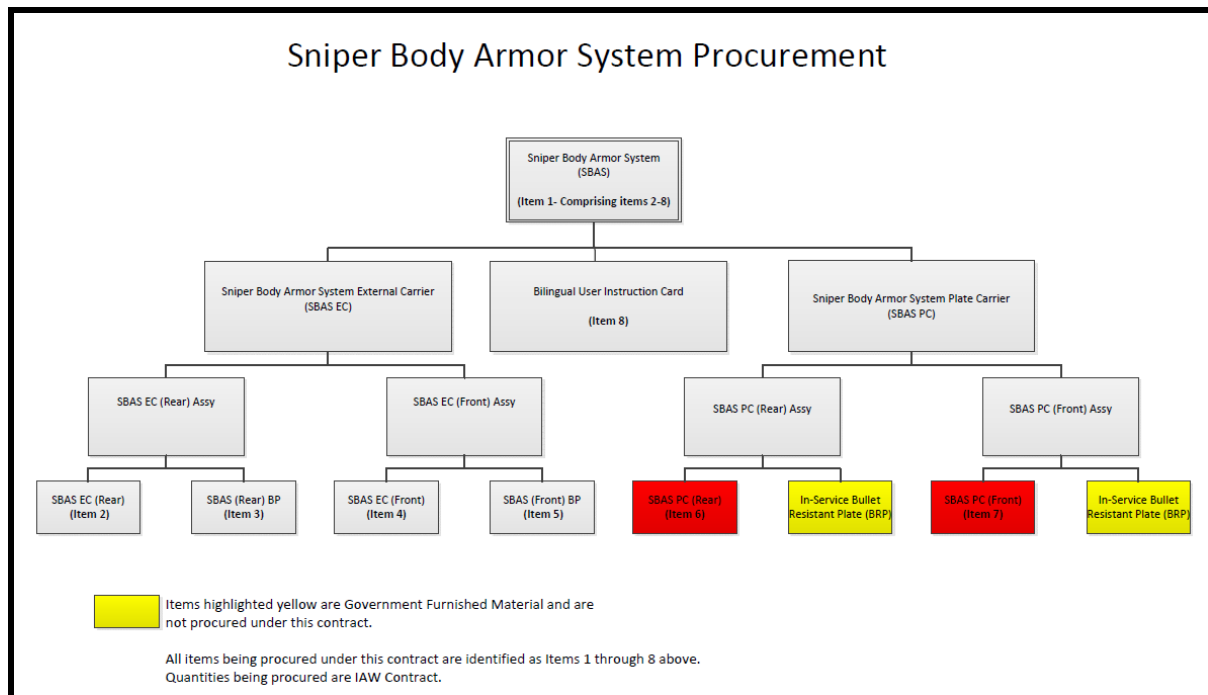 Sniper Body Armor System Procurement
Sniper Body Armor System
(SBAS)
(Item 1- Comprising items 2-8)
Sniper Body Armor System External Carrier
(SBAS EC)
Bilingual User Instruction Card
(Item 8)
Sniper Body Armor System Plate Carrier
(SBAS PC)
SBAS EC (Rear) Assy
SBAS EC (Front) Assy
SBAS PC (Rear) Assy
SBAS PC (Front) Assy
SBAS EC (Rear)
(Item 2)
SBAS (Rear) BP
(Item 3)
SBAS EC (Front)
(Item 4)
SBAS (Front) BP
(Item 5)
SBAS PC (Rear)
(Item 6)
In-Service Bullet
Resistant Plate (BRP)
SBAS PC (Front)
(Item 7)
In-Service Bullet
Resistant Plate (BRP)
Items highlighted yellow are Government Furnished Material and are
not procured under this contract.
All items being procured under this contract are identified as Items 1 through 8 above.
Quantities being procured are IAW Contract.